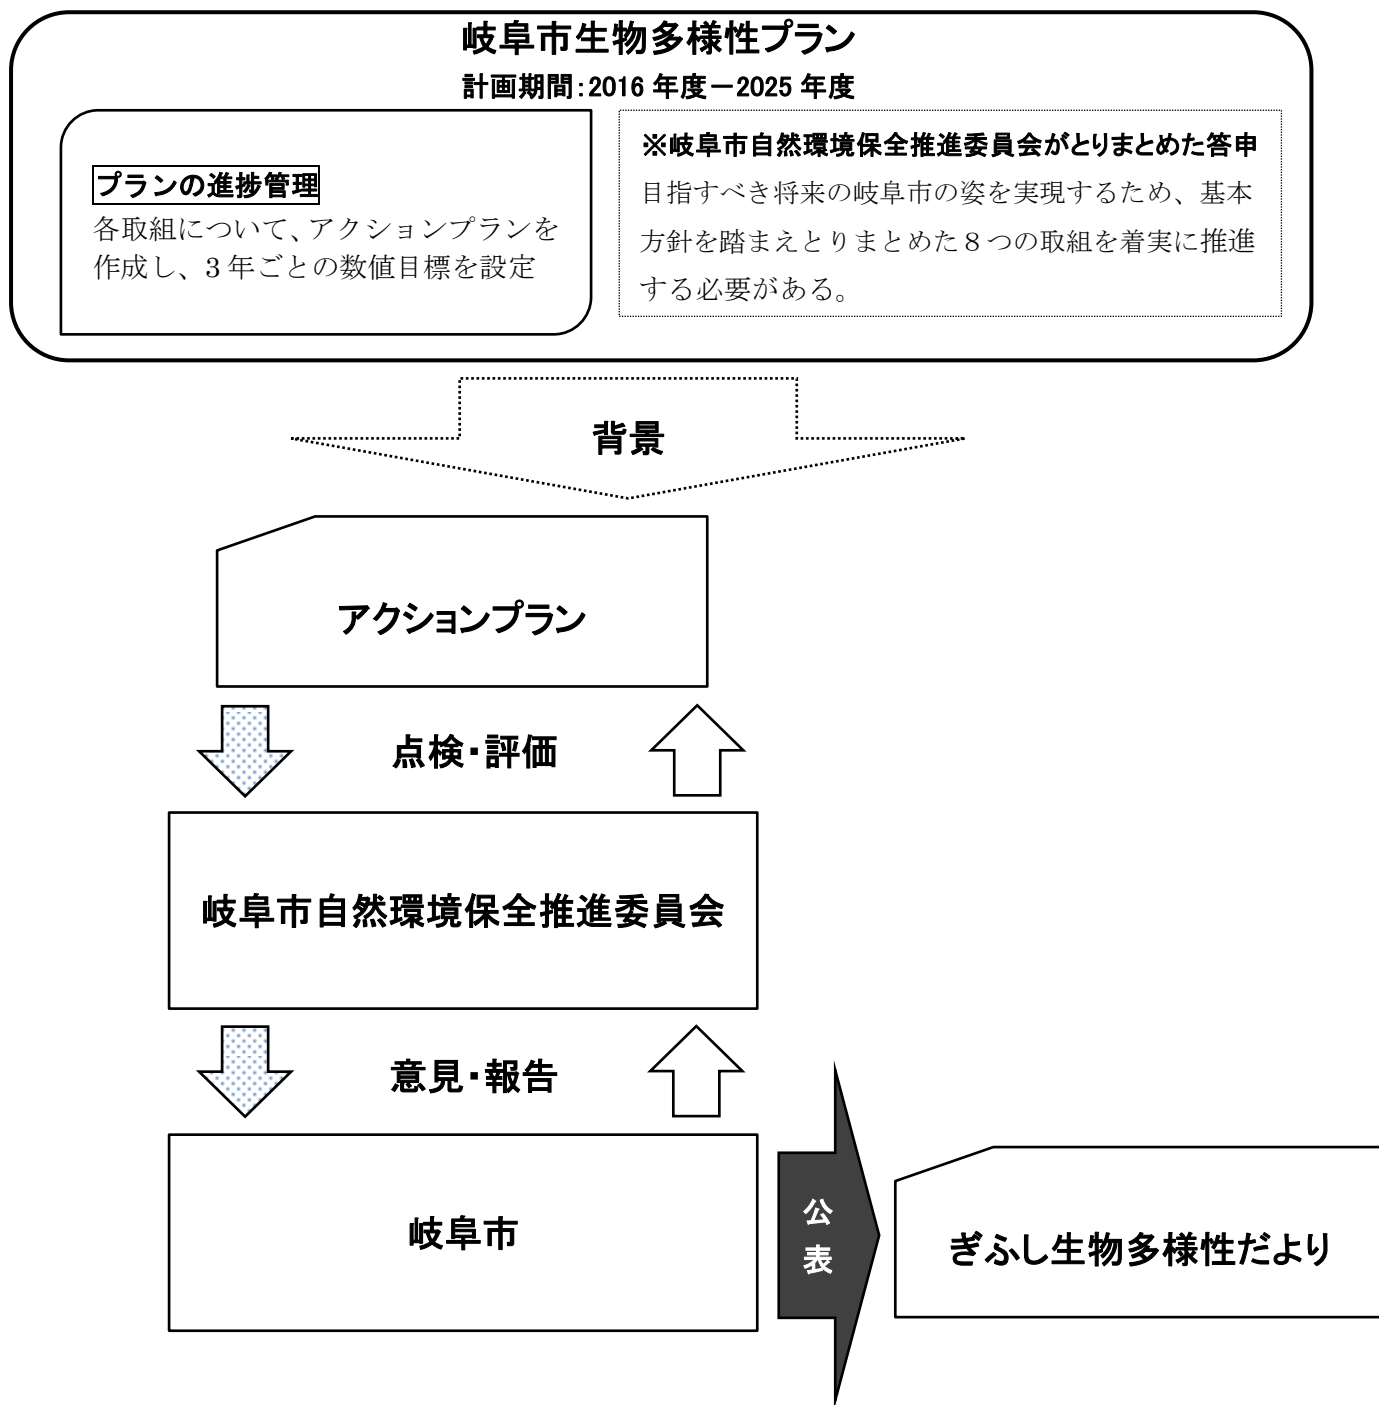 岐阜市生物多様性プラン
計画期間：2016 年度－2025 年度
プランの進捗管理
各取組について、アクションプランを
作成し、3 年ごとの数値目標を設定
※岐阜市自然環境保全推進委員会がとりまとめた答申
目指すべき将来の岐阜市の姿を実現するため、基本
方針を踏まえとりまとめた８つの取組を着実に推進
する必要がある。
背景
アクションプラン
点検・評価
岐阜市自然環境保全推進委員会
意見・報告
岐阜市
公
表
ぎふし生物多様性だより